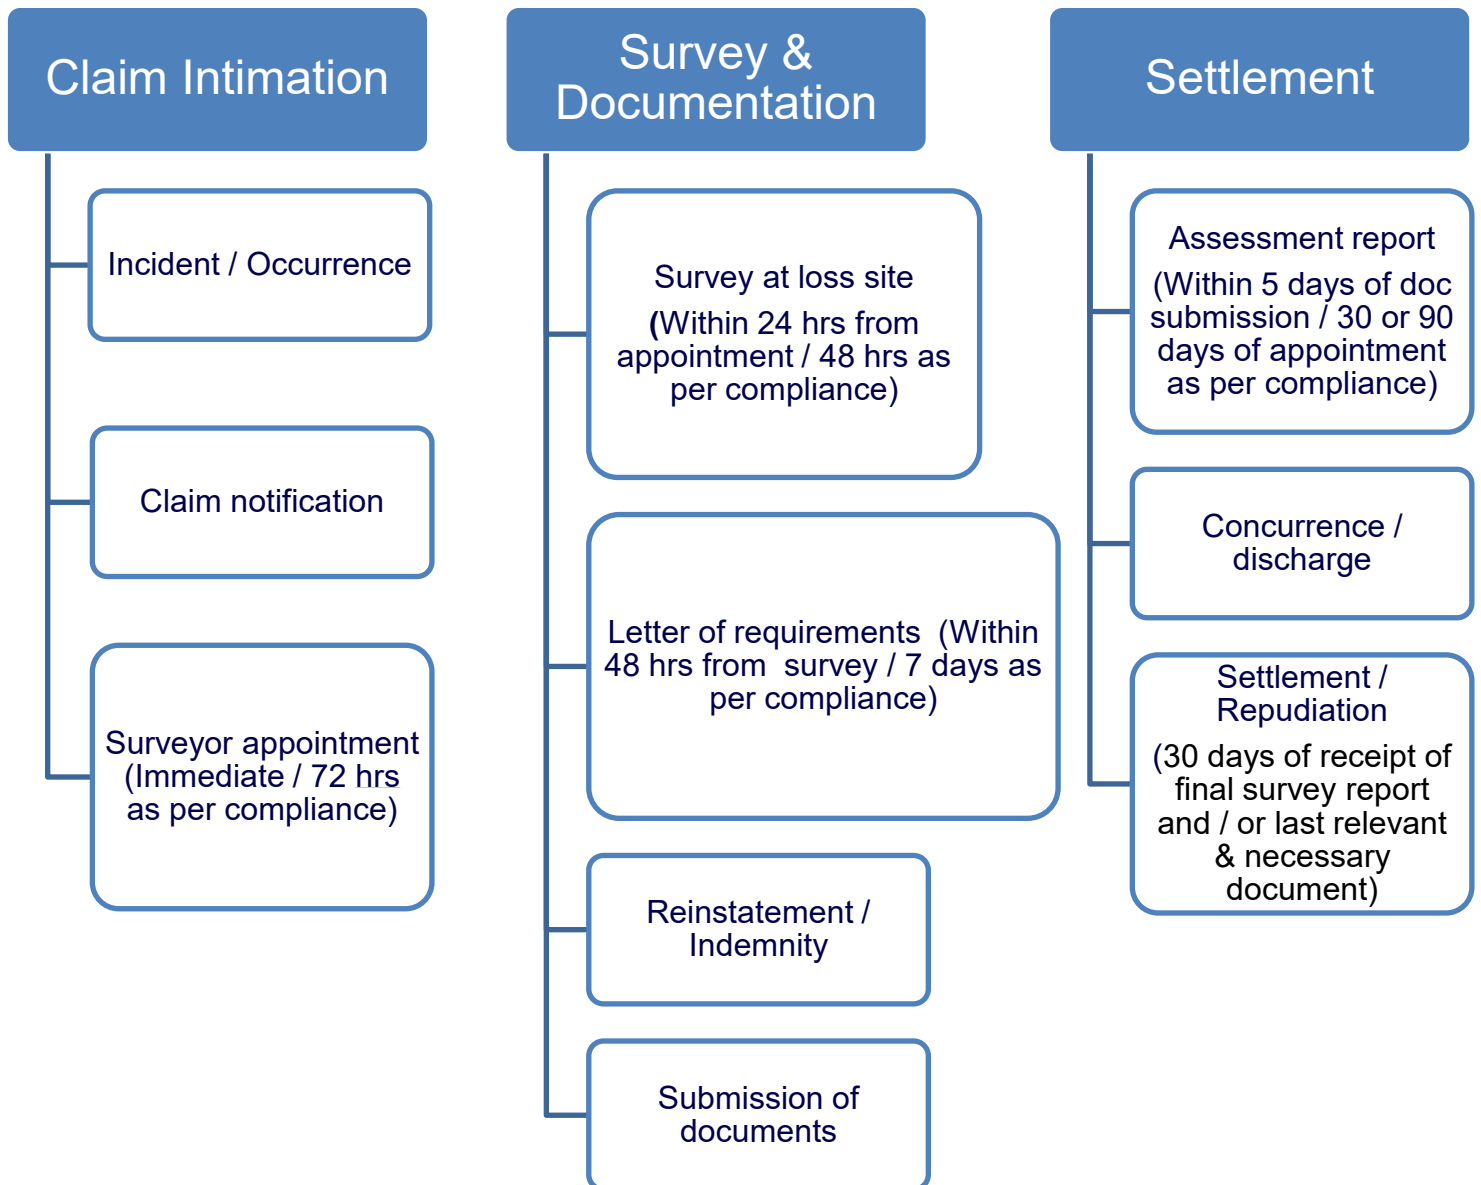 Claim Intimation
Incident / Occurrence
Claim notification
Surveyor appointment
(Immediate / 72 hrs
as per compliance)
Survey &
Documentation
Survey at loss site
(Within 24 hrs from
appointment / 48 hrs as
per compliance)
Letter of requirements  (Within
48 hrs from  survey / 7 days as
per compliance)
Reinstatement /
Indemnity
Submission of
documents
Settlement
Assessment report
(Within 5 days of doc
submission / 30 or 90
days of appointment
as per compliance)
Concurrence /
discharge
Settlement /
Repudiation
(30 days of receipt of
final survey report
and / or last relevant
& necessary
document)